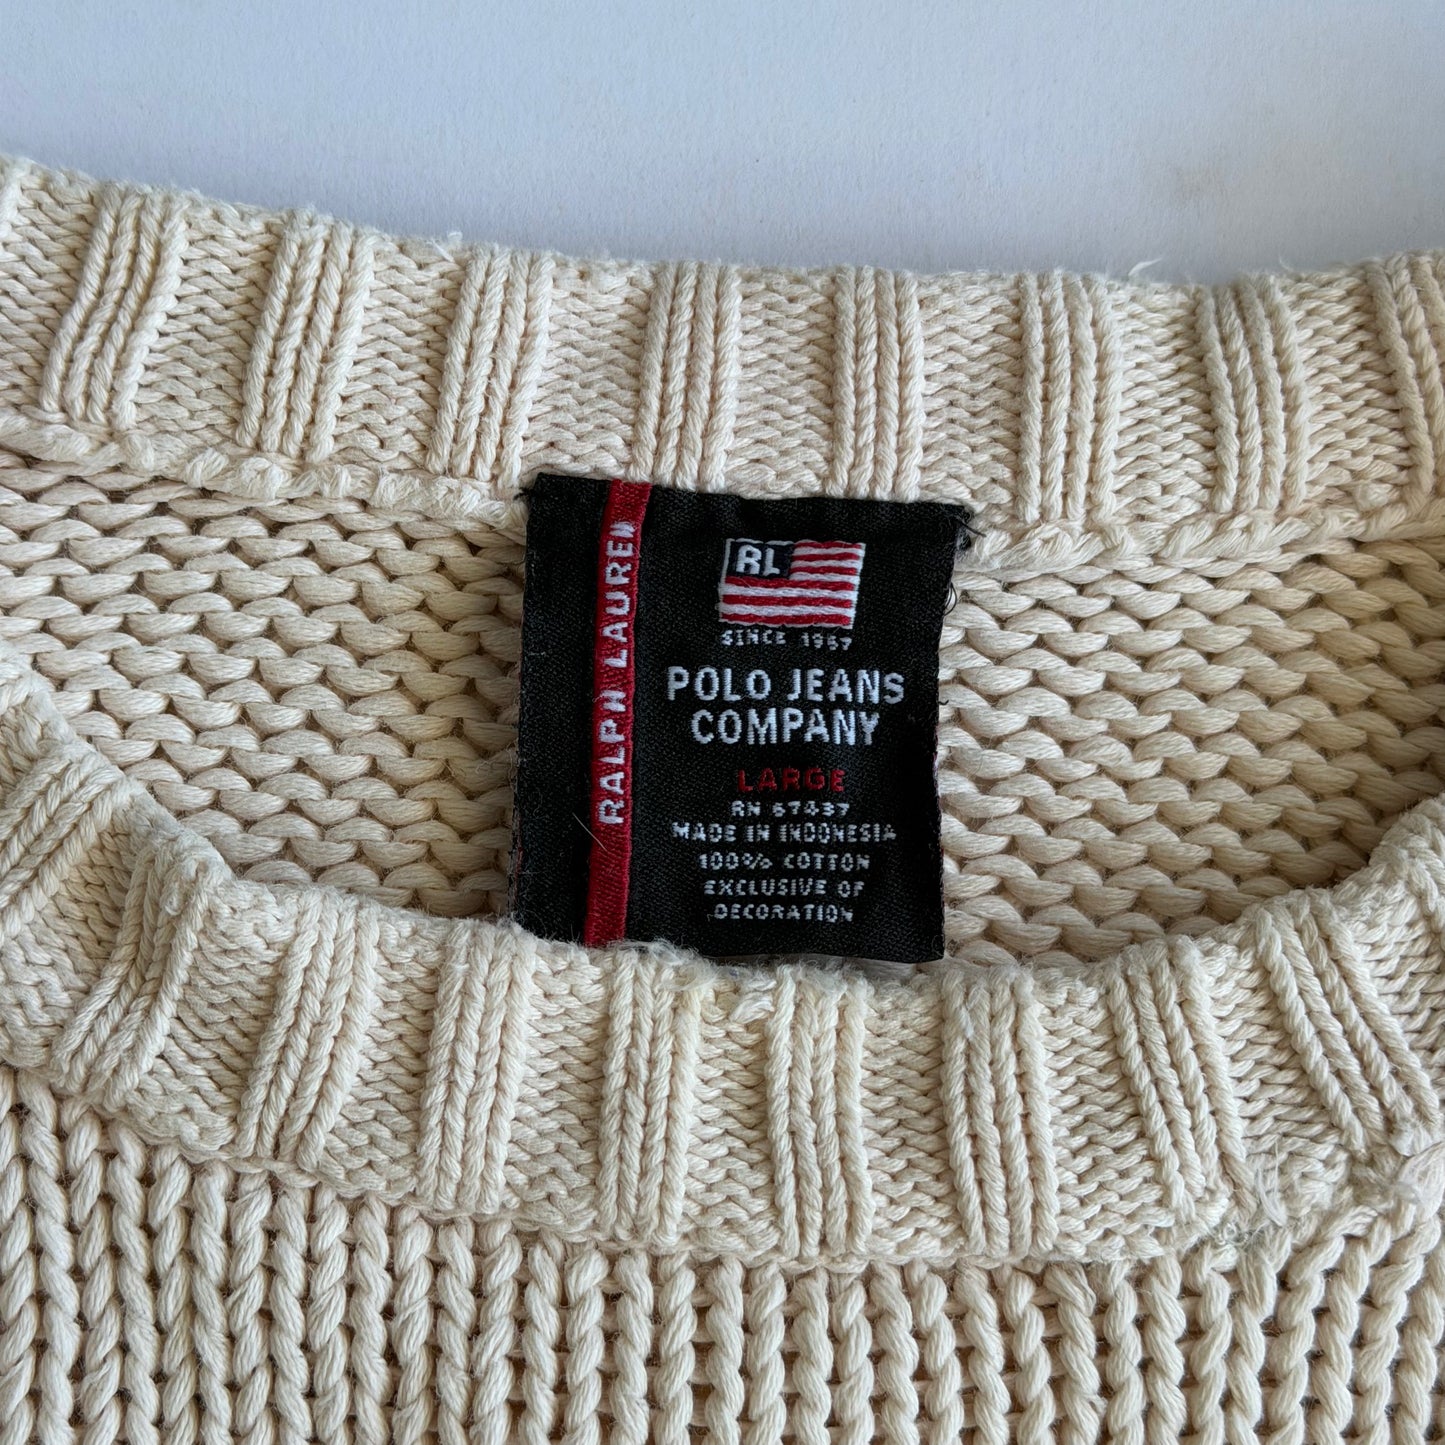 RALPH LAUREN
RL
SINCE 1967
POLO JEANS
COMPANY
LARGE
RN 67437
MADE IN INDONESIA
100% COTTON
EXCLUSIVE OF
DECORATION